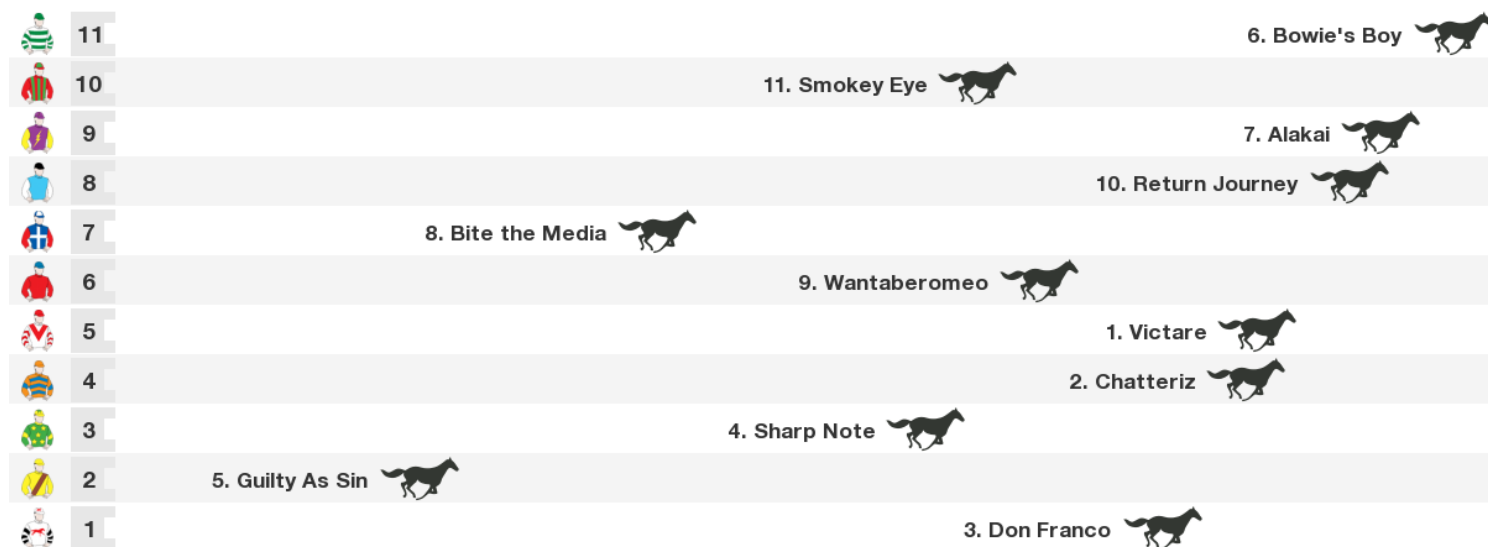 11 6. Bowie's Boy
10 11. Smokey Eye
9 7. Alakai
8 10. Return Journey
7 8. Bite the Media
6 9. Wantaberomeo
5 1. Victare
4 2. Chatteriz
3 4. Sharp Note
2 5. Guilty As Sin
1 3. Don Franco